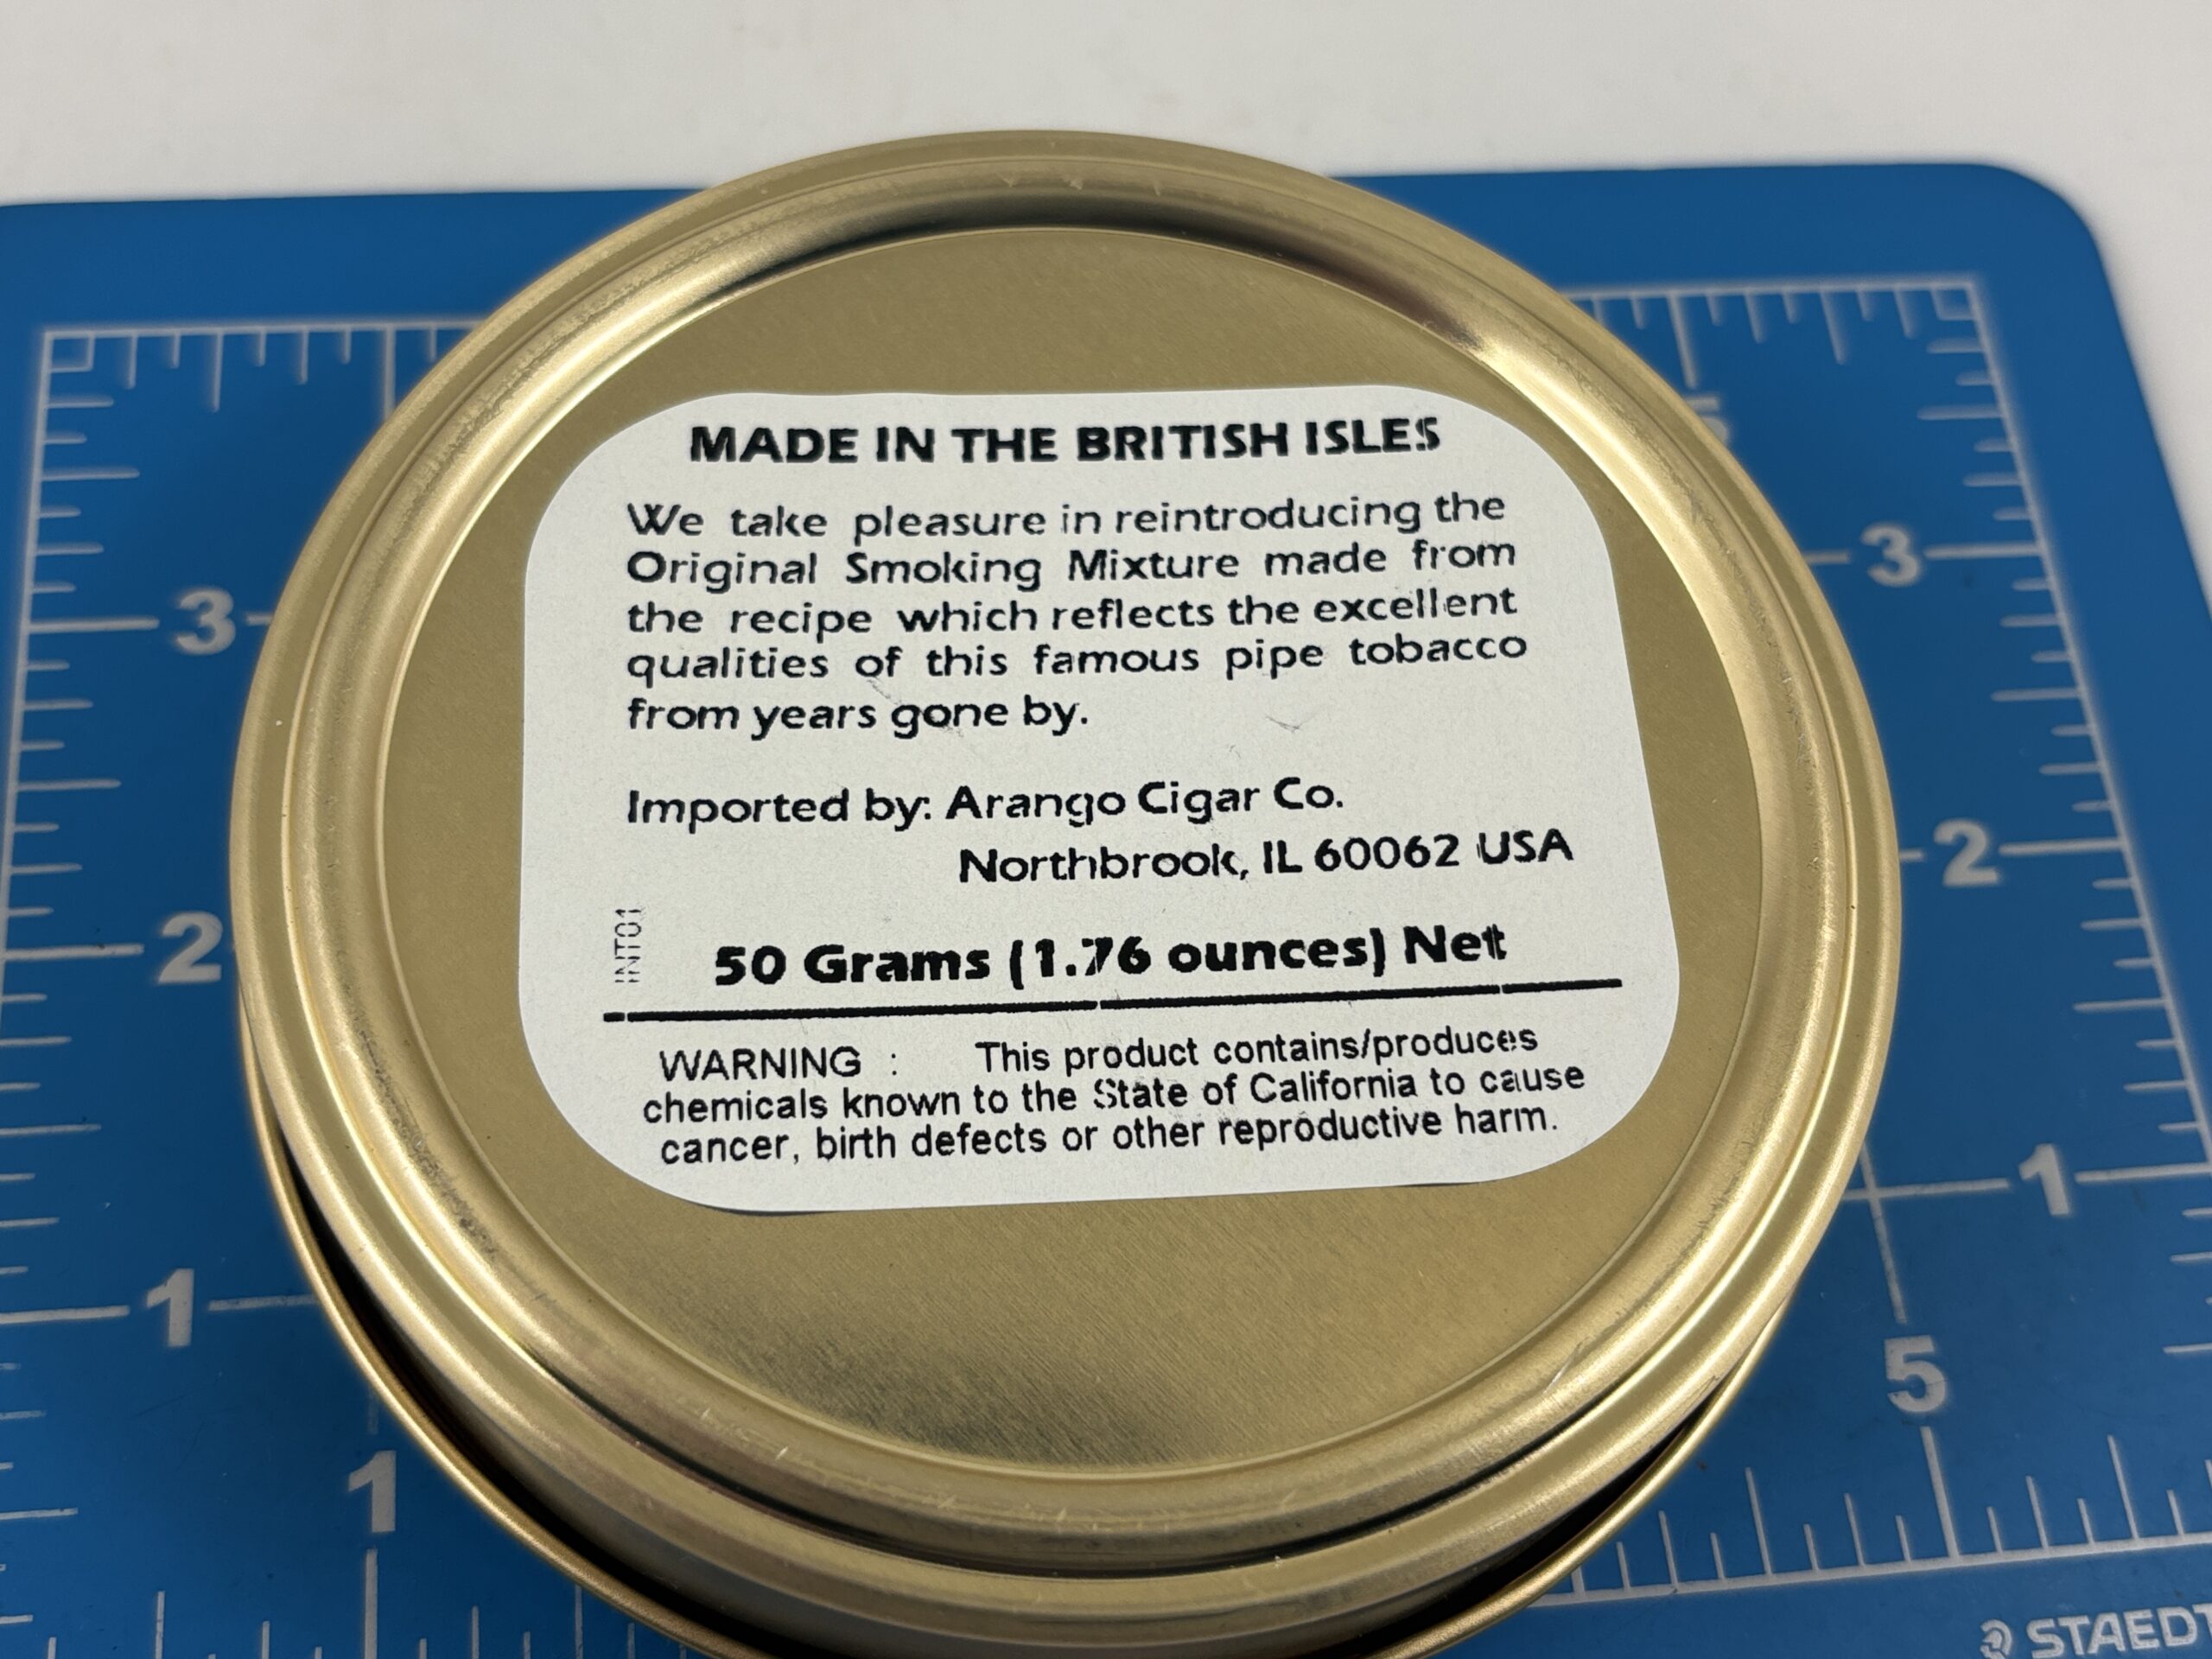 MADE IN THE BRITISH ISLES
We take pleasure in reintroducing the
Original Smoking Mixture made from
the recipe which reflects the excellent
qualities of this famous pipe tobacco
from years gone by.
Imported by: Arango Cigar Co.
Northbrook, IL 60062 USA
INT01
50 Grams (1.76 ounces) Net
WARNING : This product contains/produces
chemicals known to the State of California to cause
cancer, birth defects or other reproductive harm.
3
2
1
1
5
3
2
1
5